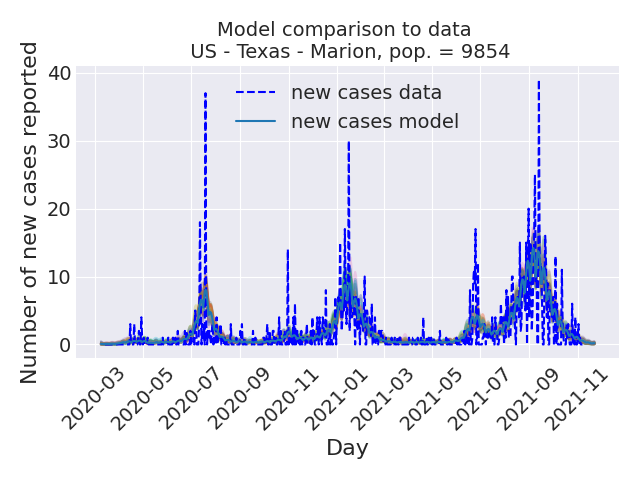 Model comparison to data
US - Texas - Marion, pop. = 9854
Number of new cases reported
40
30
20
10
0
new cases data
new cases model
2020-03
2020-05
2020-07
2020-09
2020-11
2021-01
2021-03
2021-05
2021-07
2021-09
2021-11
Day